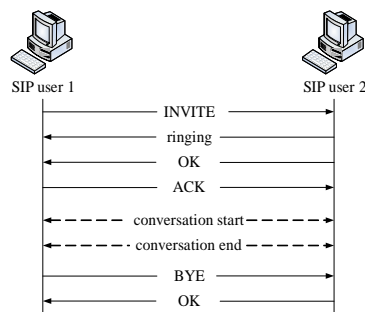 SIP user 1
SIP user 2
INVITE
ringing
OK
ACK
conversation start
conversation end
BYE
OK